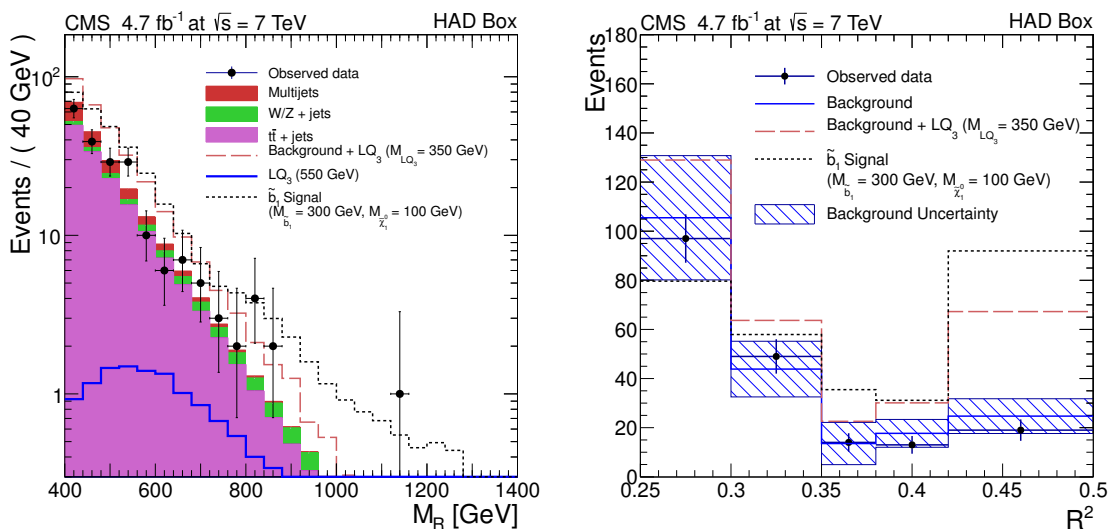 CMS 4.7 fb⁻¹ at √s = 7 TeV HAD Box
Events / ( 40 GeV )
10²
10
1
Observed data
Multijets
W/Z + jets
tt̄ + jets
Background + LQ₃ (M_LQ₃ = 350 GeV)
LQ₃ (550 GeV)
b̃₁ Signal
(M_b̃₁ = 300 GeV, M_χ̃₁⁰ = 100 GeV)
400 600 800 1000 1200 1400
M_R [GeV]
CMS 4.7 fb⁻¹ at √s = 7 TeV HAD Box
Events
180
160
140
120
100
80
60
40
20
0
Observed data
Background
Background + LQ₃ (M_LQ₃ = 350 GeV)
b̃₁ Signal
(M_b̃₁ = 300 GeV, M_χ̃₁⁰ = 100 GeV)
Background Uncertainty
0.25 0.3 0.35 0.4 0.45 0.5
R²